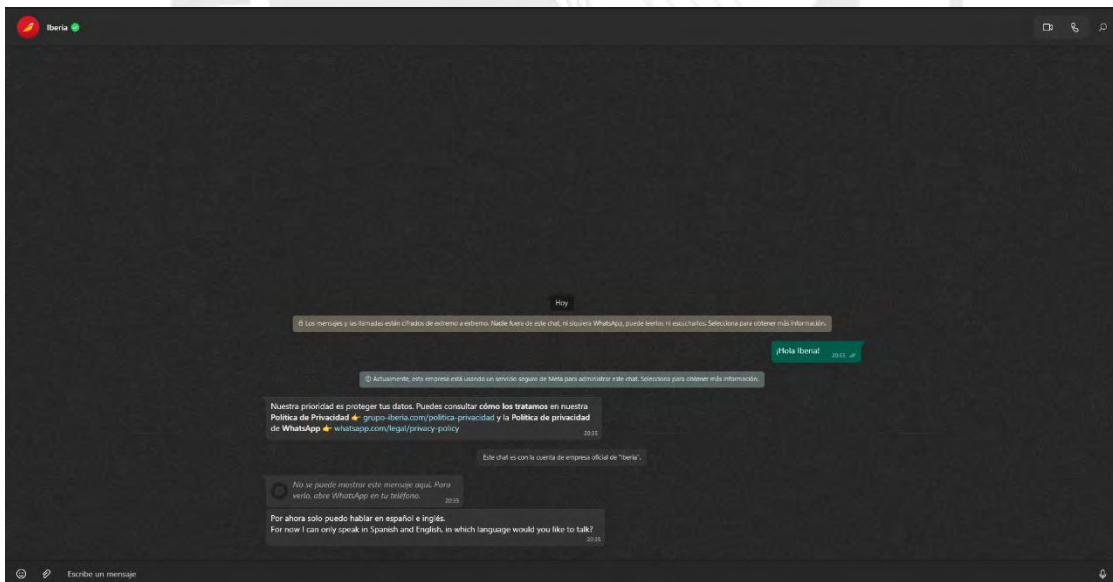 Iberia
Hoy
Los mensajes y las llamadas están cifrados de extremo a extremo. Nadie fuera de este chat, ni siquiera WhatsApp, puede leerlos ni escucharlos. Selecciona para obtener más información.
¡Hola Iberia!
20:35
Actualmente, esta empresa está usando un servicio seguro de Meta para administrar este chat. Selecciona para obtener más información.
Nuestra prioridad es proteger tus datos. Puedes consultar cómo los tratamos en nuestra
Política de Privacidad 👉 grupo-iberia.com/politica-privacidad y la Política de privacidad
de WhatsApp 👉 whatsapp.com/legal/privacy-policy
20:35
Este chat es con la cuenta de empresa oficial de "Iberia".
No se puede mostrar este mensaje aquí. Para
verlo, abre WhatsApp en tu teléfono.
20:35
Por ahora solo puedo hablar en español e inglés.
For now I can only speak in Spanish and English, in which language would you like to talk?
20:35
Escribe un mensaje